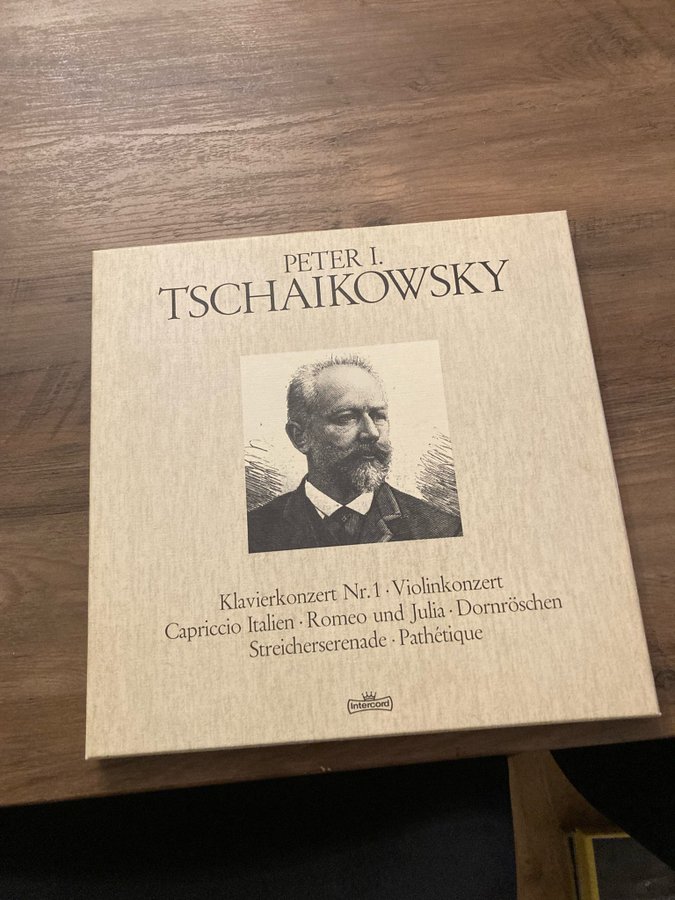 PETER I.
TSCHAIKOWSKY
Klavierkonzert Nr.1 · Violinkonzert
Capriccio Italien · Romeo und Julia · Dornröschen
Streicherserenade · Pathétique
Intercord